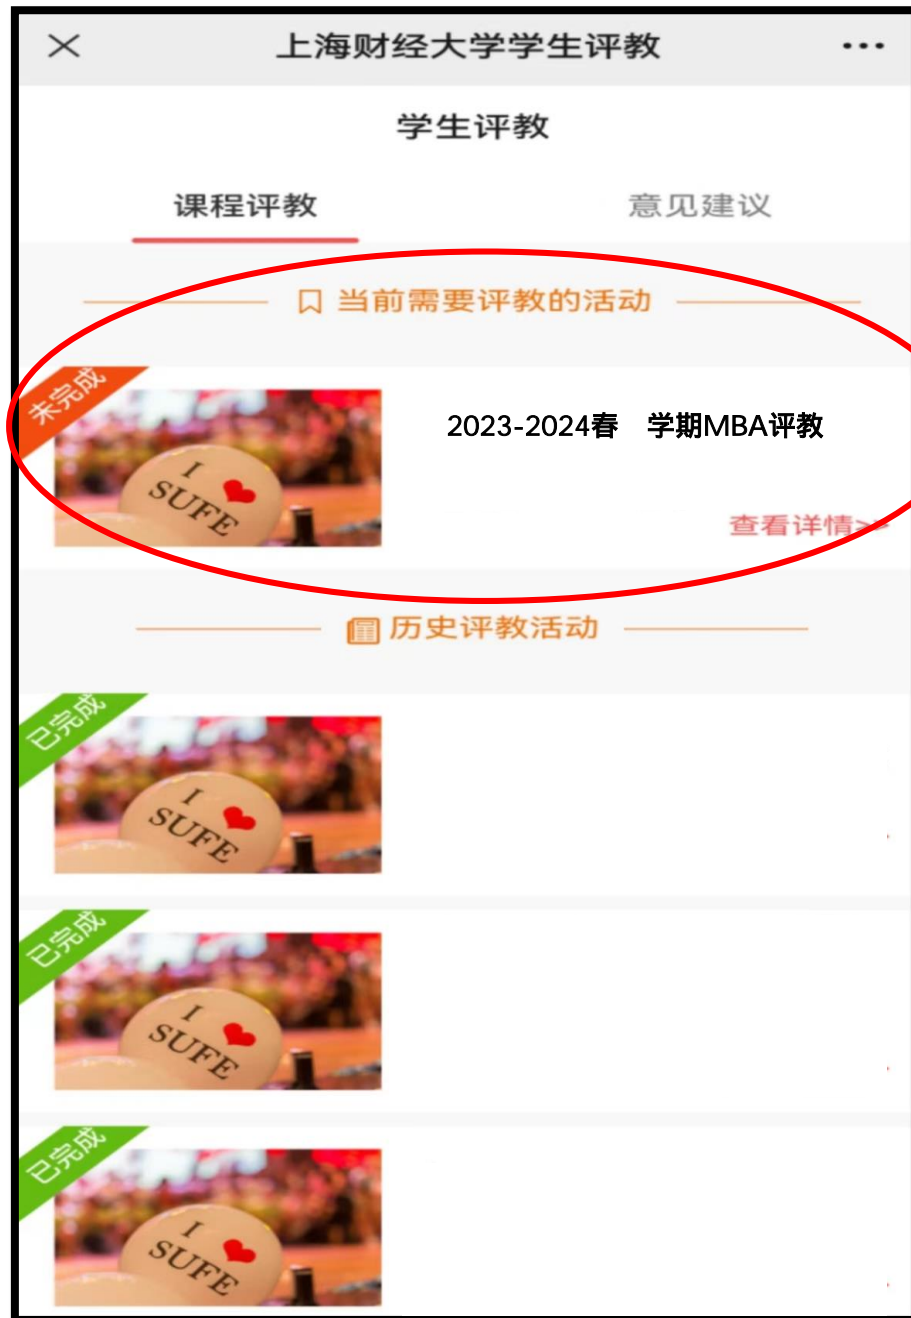 上海财经大学学生评教
学生评教
课程评教
意见建议
当前需要评教的活动
未完成
I
SUFE
2023-2024春 学期MBA评教
查看详情>>
历史评教活动
已完成
I
SUFE
已完成
I
SUFE
已完成
I
SUFE